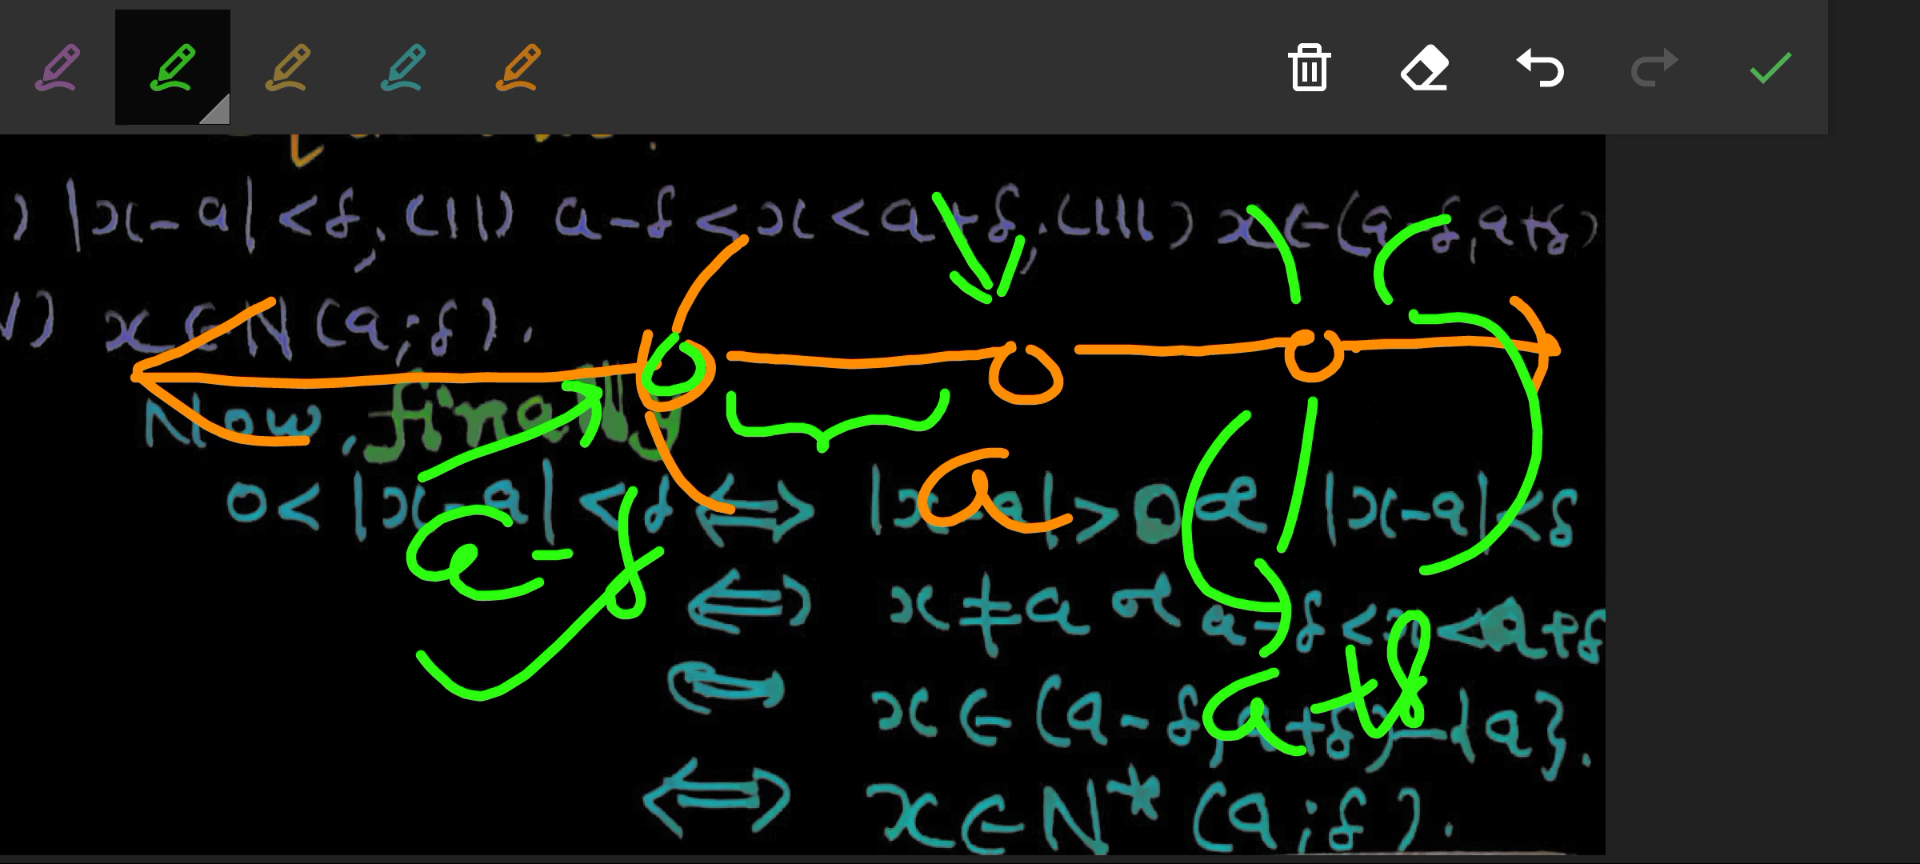 ) |x-a| <δ, (II) a-δ <x< a+δ, (III) x∈(a-δ,a+δ)
V) x∈N(a;δ).
Now, finally
0< |x-a| <δ ⟺ |x-a|>0 & |x-a|<δ
a-δ
a
⟺ x≠a & a-δ<x<a+δ
⟺ x∈(a-δ,a+δ)-{a}.
a+δ
⟺ x∈N*(a;δ).